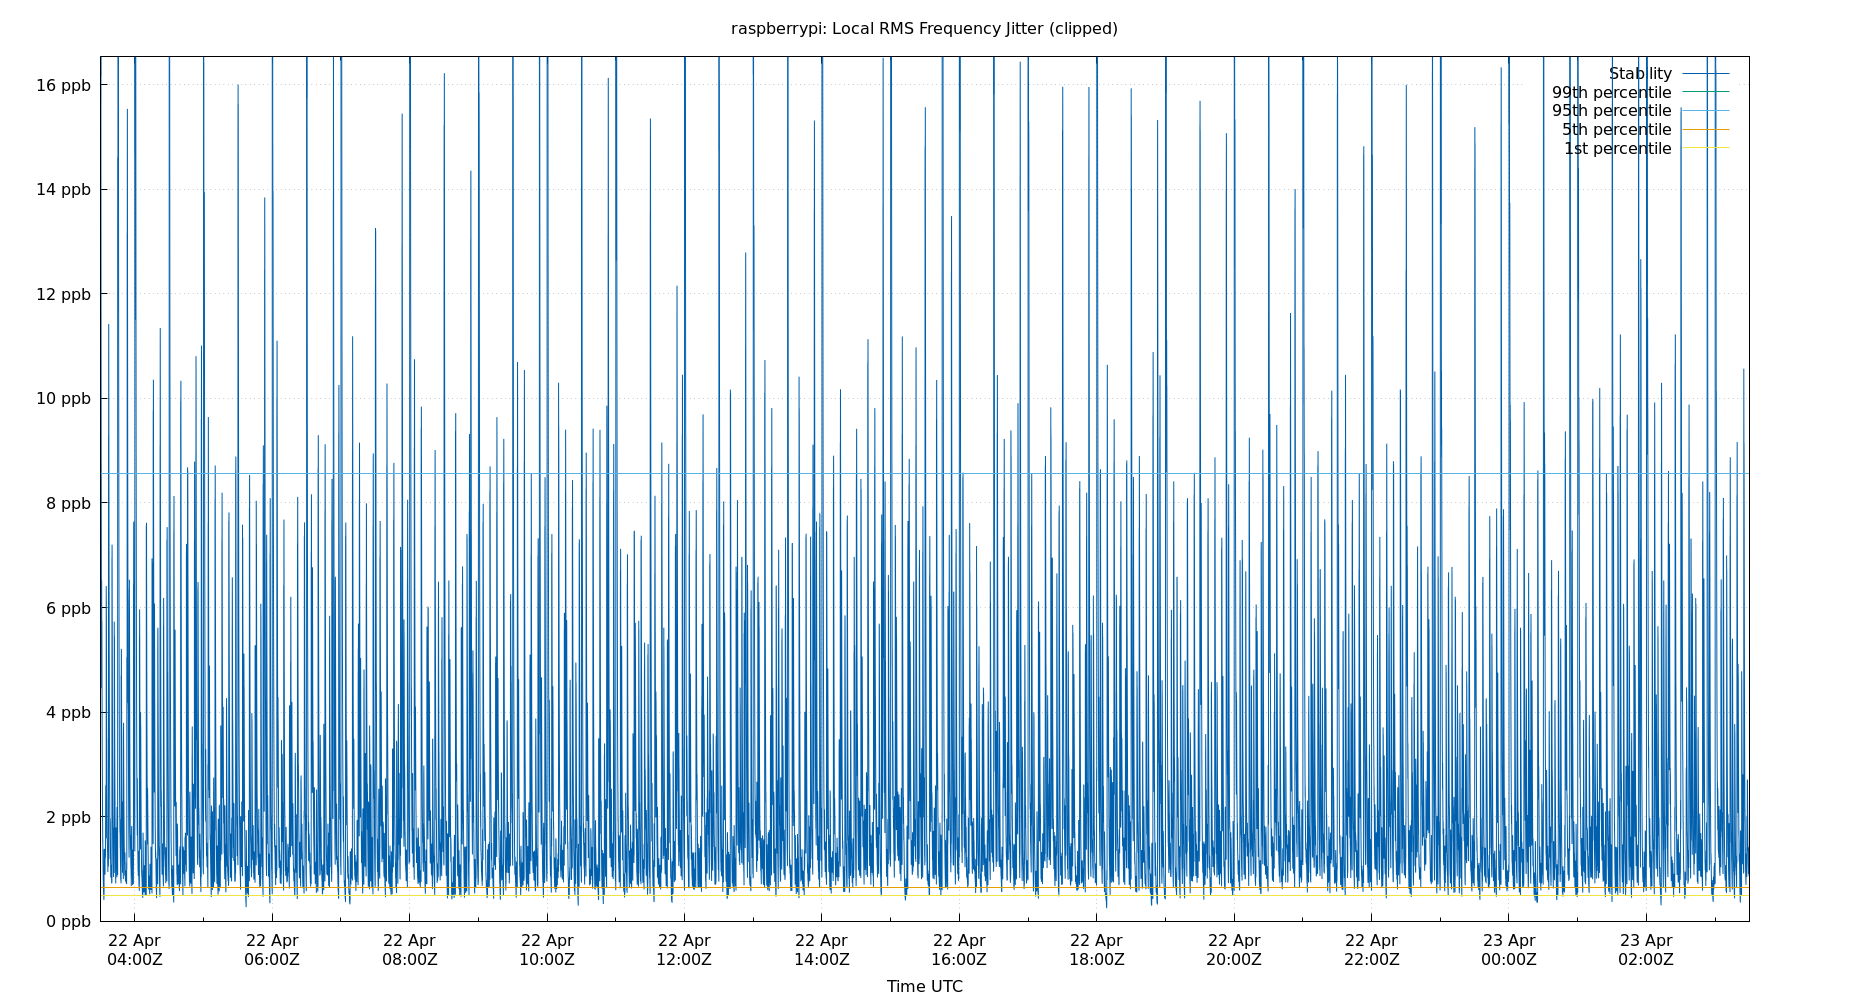 raspberrypi: Local RMS Frequency Jitter (clipped)
16 ppb
14 ppb
12 ppb
10 ppb
8 ppb
6 ppb
4 ppb
2 ppb
0 ppb
Stability
99th percentile
95th percentile
5th percentile
1st percentile
22 Apr 22 Apr 22 Apr 22 Apr 22 Apr 22 Apr 22 Apr 22 Apr 22 Apr 22 Apr 23 Apr 23 Apr
04:00Z 06:00Z 08:00Z 10:00Z 12:00Z 14:00Z 16:00Z 18:00Z 20:00Z 22:00Z 00:00Z 02:00Z
Time UTC